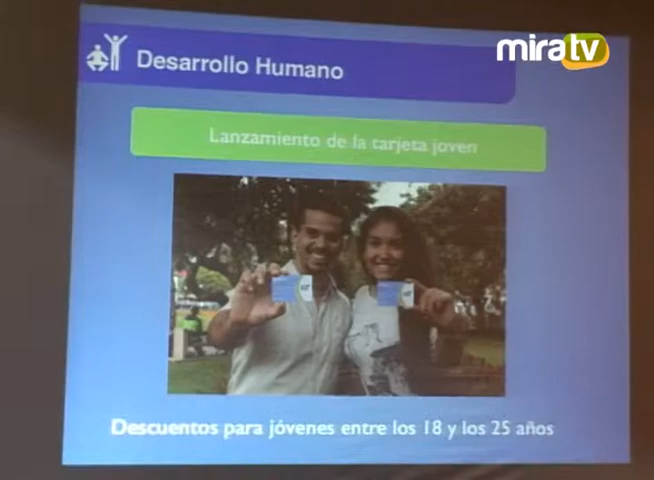 Desarrollo Humano
miratv
Lanzamiento de la tarjeta joven
Descuentos para jóvenes entre los 18 y los 25 años